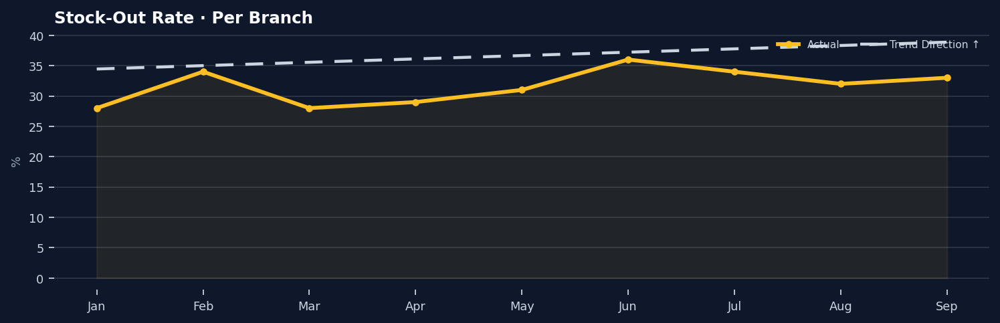 Stock-Out Rate · Per Branch
Actual
Trend Direction ↑
%
40
35
30
25
20
15
10
5
0
Jan Feb Mar Apr May Jun Jul Aug Sep